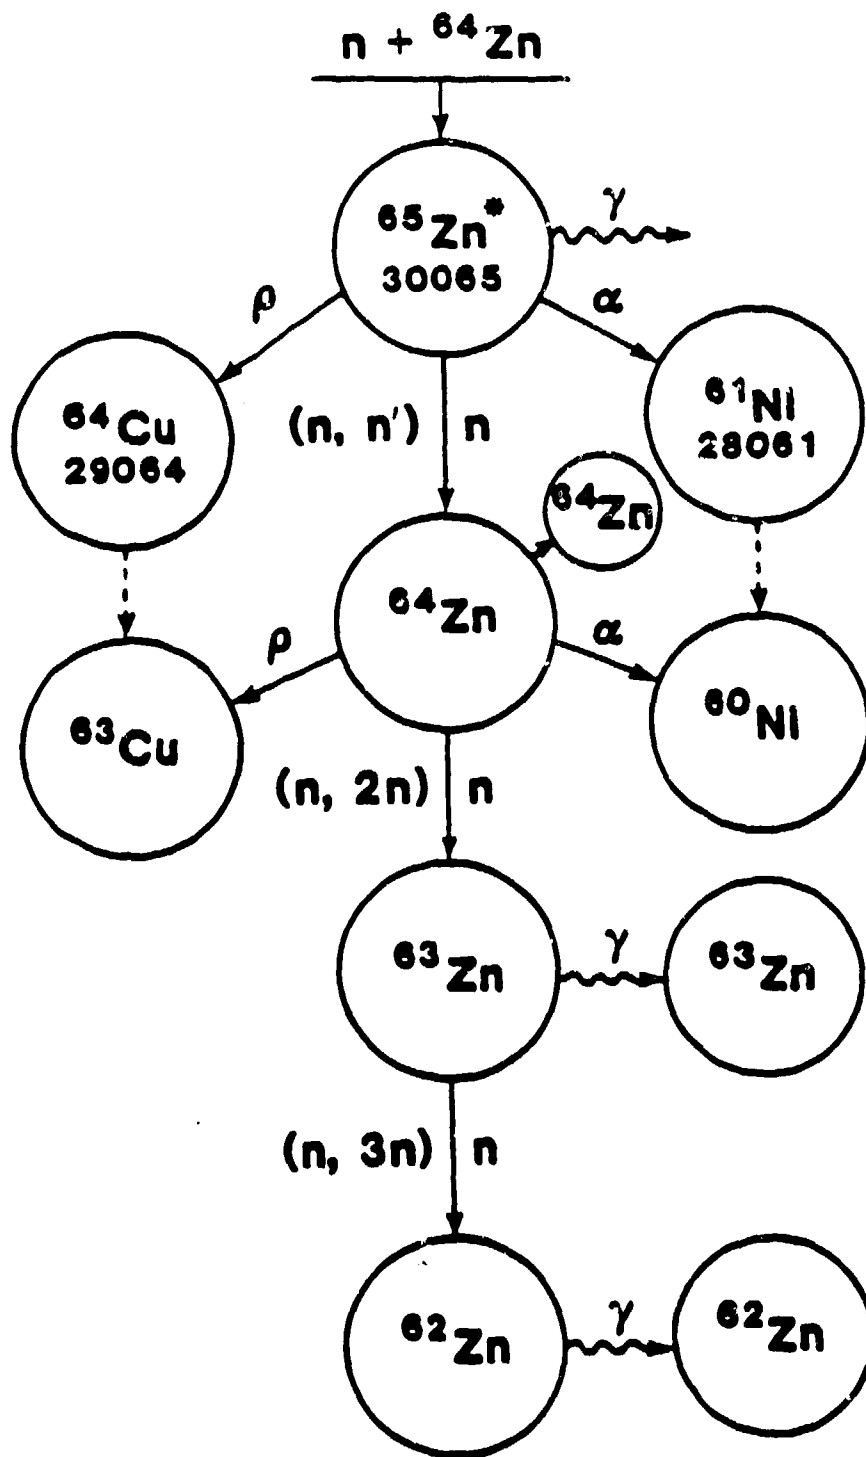 n + ⁶⁴Zn
⁶⁵Zn*
30065
γ
ρ
α
⁶⁴Cu
29064
(n, n′) n
⁶¹Ni
28061
⁶⁴Zn
⁶⁴Zn
ρ
α
⁶³Cu
⁶⁰Ni
(n, 2n) n
⁶³Zn
γ
⁶³Zn
(n, 3n) n
⁶²Zn
γ
⁶²Zn